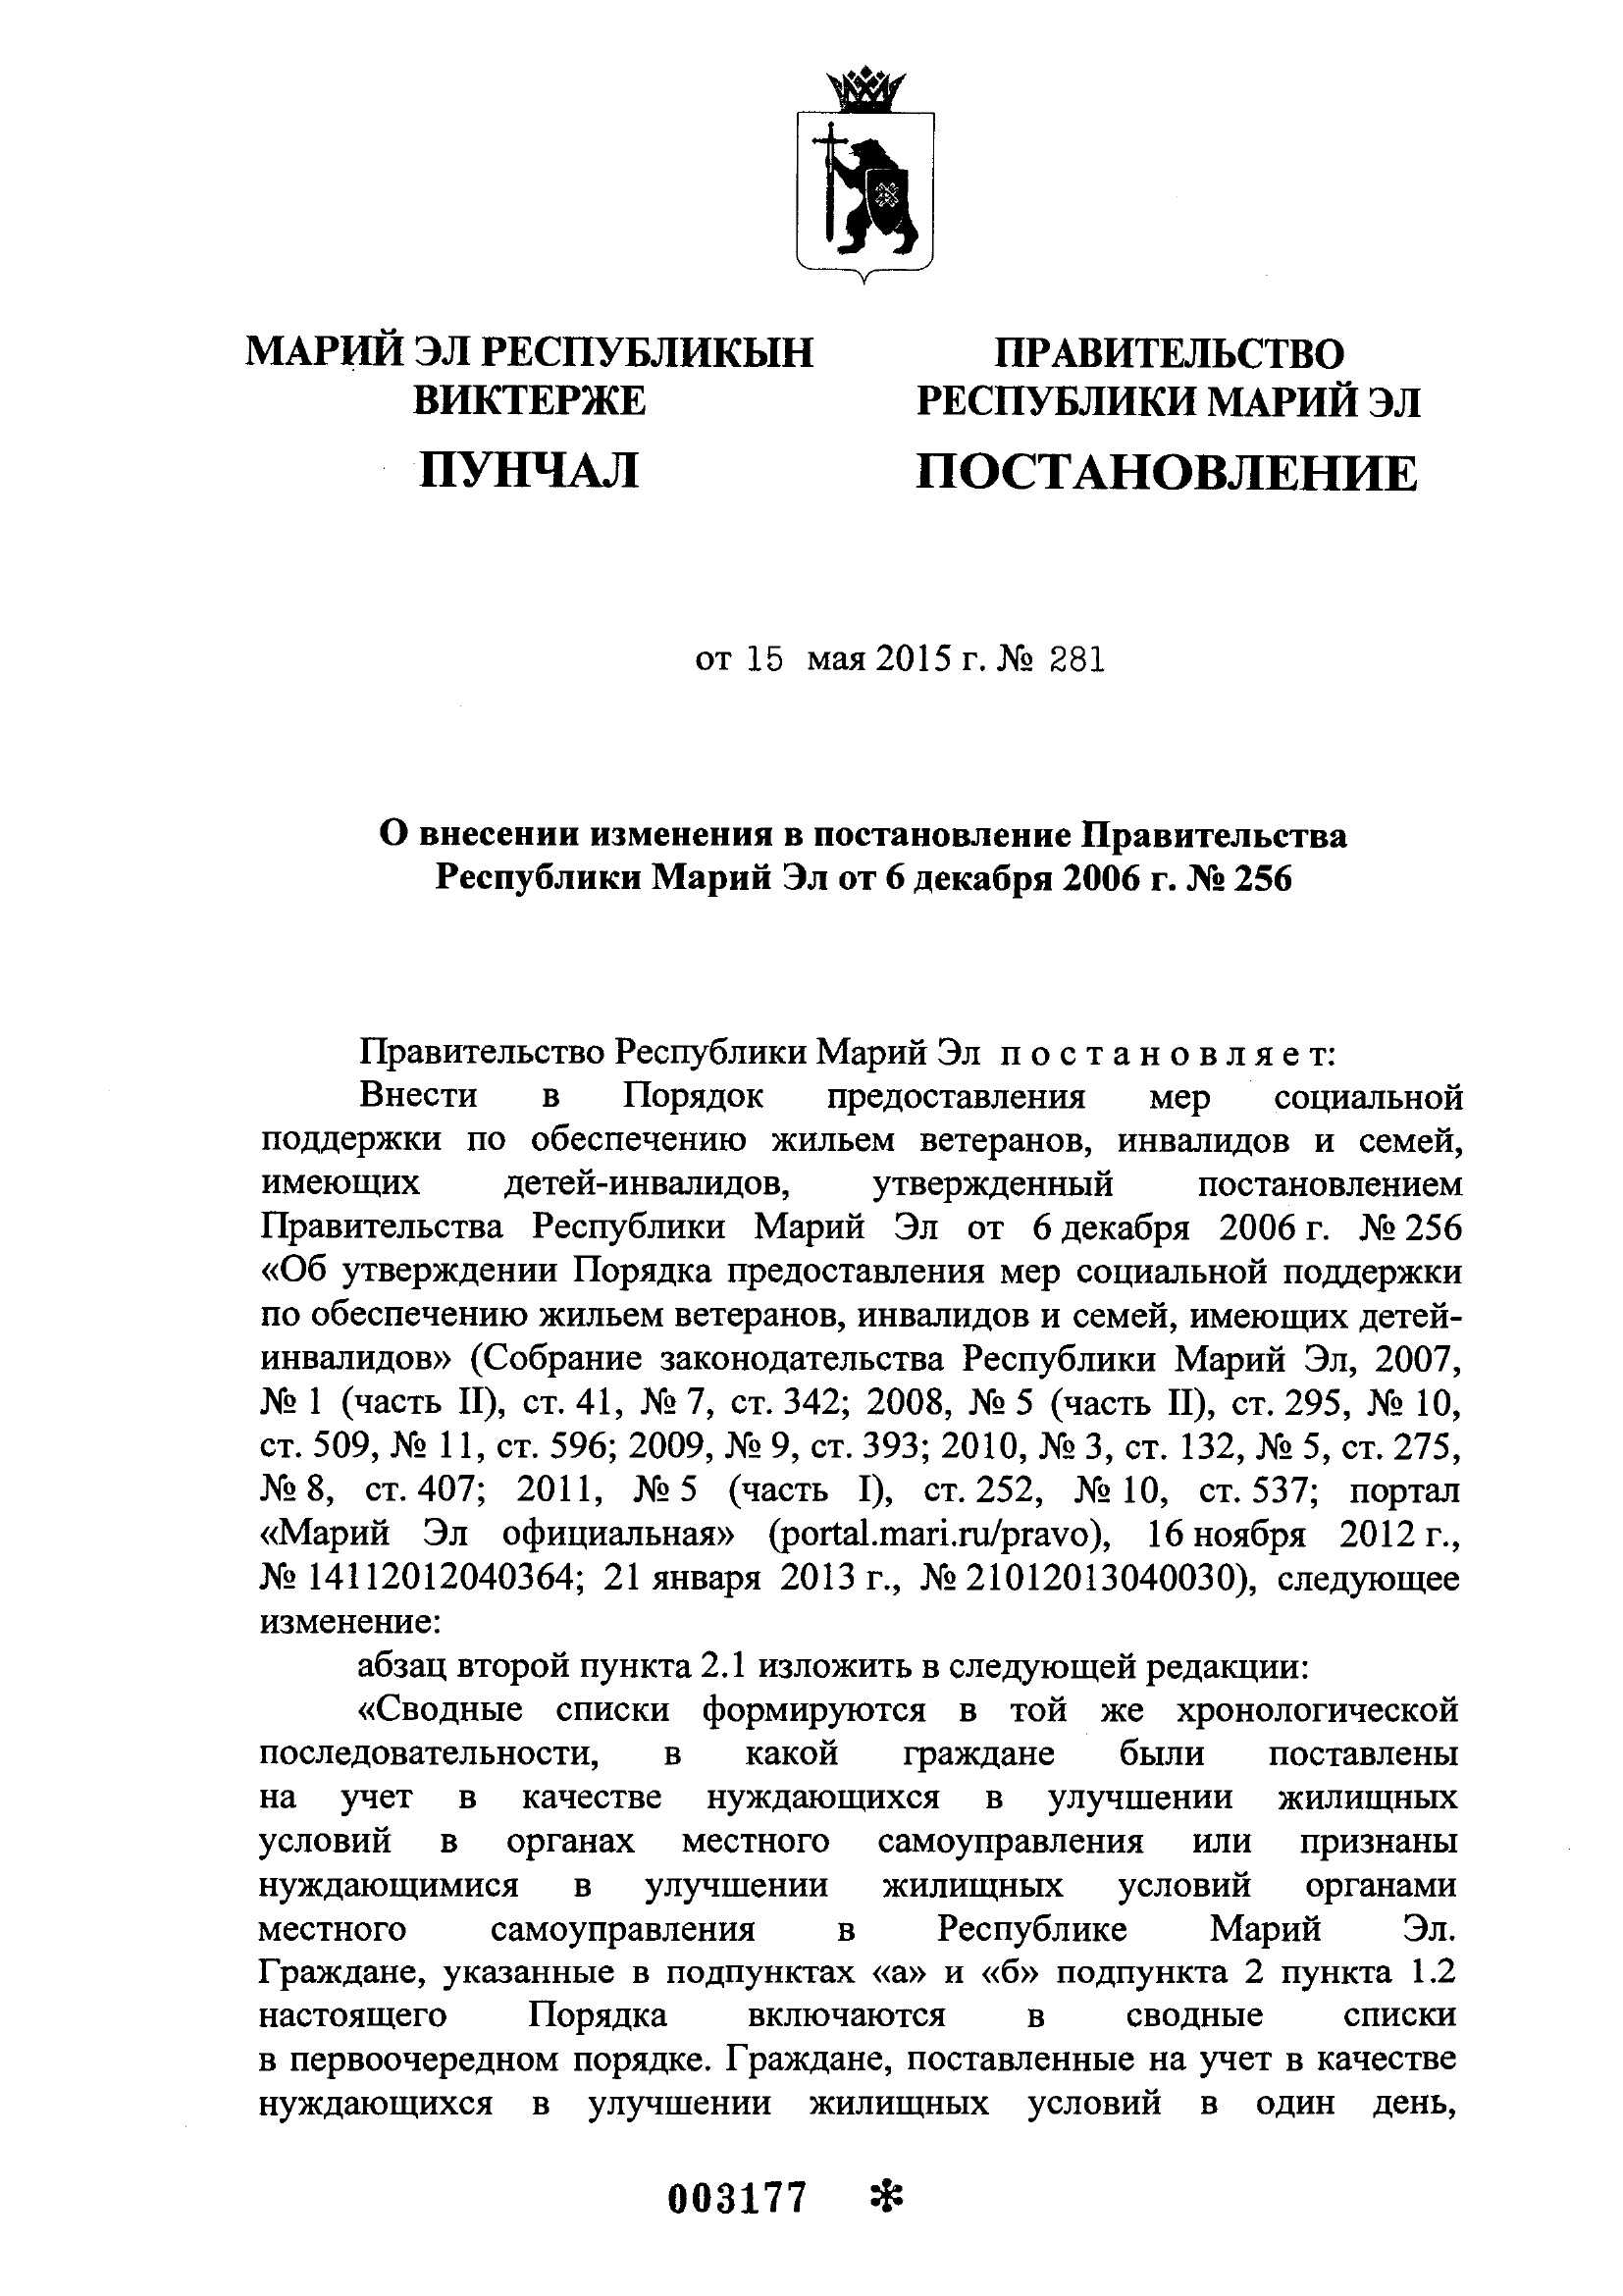 МАРИЙ ЭЛ РЕСПУБЛИКЫН
ВИКТЕРЖЕ
ПУНЧАЛ
ПРАВИТЕЛЬСТВО
РЕСПУБЛИКИ МАРИЙ ЭЛ
ПОСТАНОВЛЕНИЕ
от 15 мая 2015 г. № 281
О внесении изменения в постановление Правительства
Республики Марий Эл от 6 декабря 2006 г. № 256
Правительство Республики Марий Эл п о с т а н о в л я е т:
Внести в Порядок предоставления мер социальной
поддержки по обеспечению жильем ветеранов, инвалидов и семей,
имеющих детей-инвалидов, утвержденный постановлением
Правительства Республики Марий Эл от 6 декабря 2006 г. № 256
«Об утверждении Порядка предоставления мер социальной поддержки
по обеспечению жильем ветеранов, инвалидов и семей, имеющих детей-
инвалидов» (Собрание законодательства Республики Марий Эл, 2007,
№ 1 (часть II), ст. 41, № 7, ст. 342; 2008, № 5 (часть II), ст. 295, № 10,
ст. 509, № 11, ст. 596; 2009, № 9, ст. 393; 2010, № 3, ст. 132, № 5, ст. 275,
№ 8, ст. 407; 2011, № 5 (часть I), ст. 252, № 10, ст. 537; портал
«Марий Эл официальная» (portal.mari.ru/pravo), 16 ноября 2012 г.,
№ 14112012040364; 21 января 2013 г., № 21012013040030), следующее
изменение:
абзац второй пункта 2.1 изложить в следующей редакции:
«Сводные списки формируются в той же хронологической
последовательности, в какой граждане были поставлены
на учет в качестве нуждающихся в улучшении жилищных
условий в органах местного самоуправления или признаны
нуждающимися в улучшении жилищных условий органами
местного самоуправления в Республике Марий Эл.
Граждане, указанные в подпунктах «а» и «б» подпункта 2 пункта 1.2
настоящего Порядка включаются в сводные списки
в первоочередном порядке. Граждане, поставленные на учет в качестве
нуждающихся в улучшении жилищных условий в один день,
003177 *